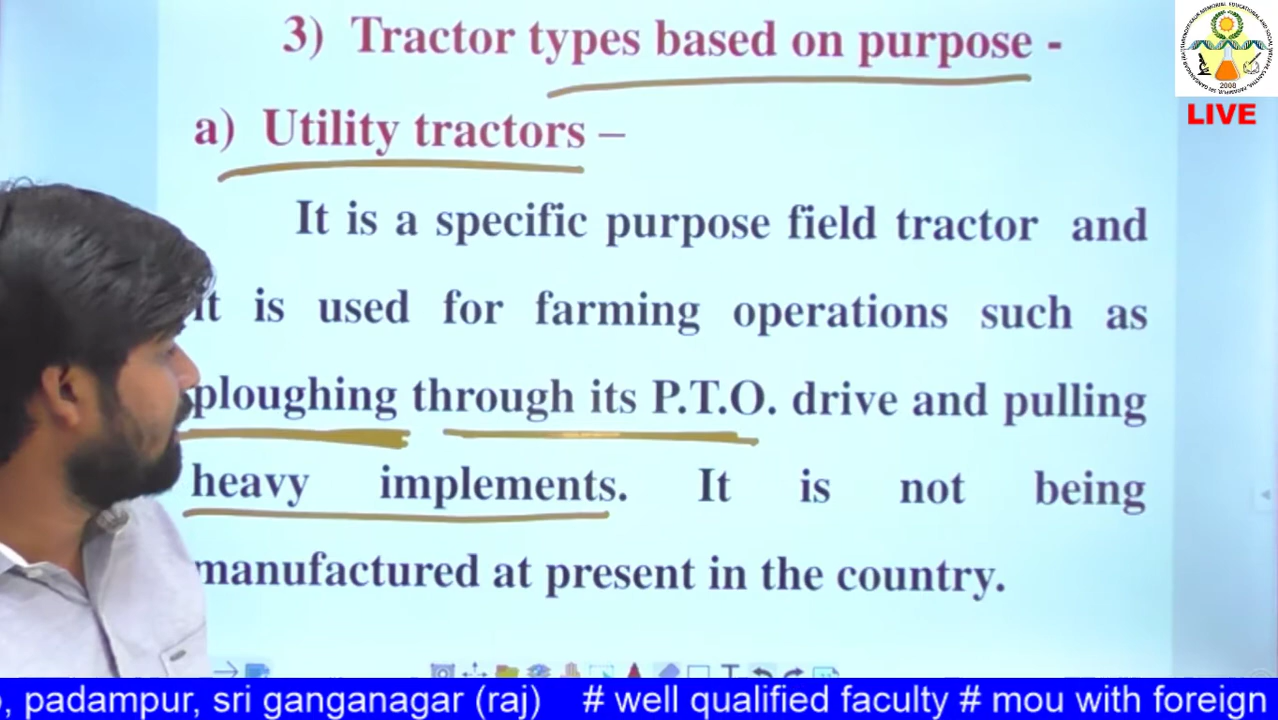 3) Tractor types based on purpose -
a) Utility tractors –
It is a specific purpose field tractor and
it is used for farming operations such as
ploughing through its P.T.O. drive and pulling
heavy implements. It is not being
manufactured at present in the country.
LIVE
2008
, padampur, sri ganganagar (raj) # well qualified faculty # mou with foreign